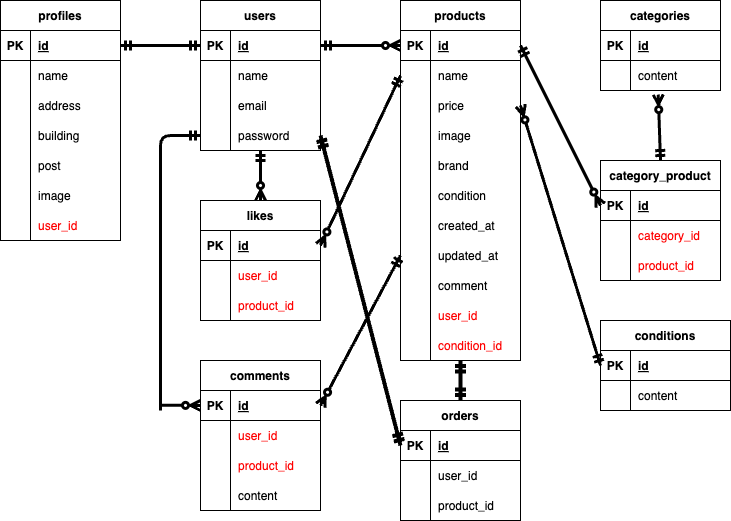 profiles
PK id
name
address
building
post
image
user_id
users
PK id
name
email
password
likes
PK id
user_id
product_id
comments
PK id
user_id
product_id
content
products
PK id
name
price
image
brand
condition
created_at
updated_at
comment
user_id
condition_id
orders
PK id
user_id
product_id
categories
PK id
content
category_product
PK id
category_id
product_id
conditions
PK id
content